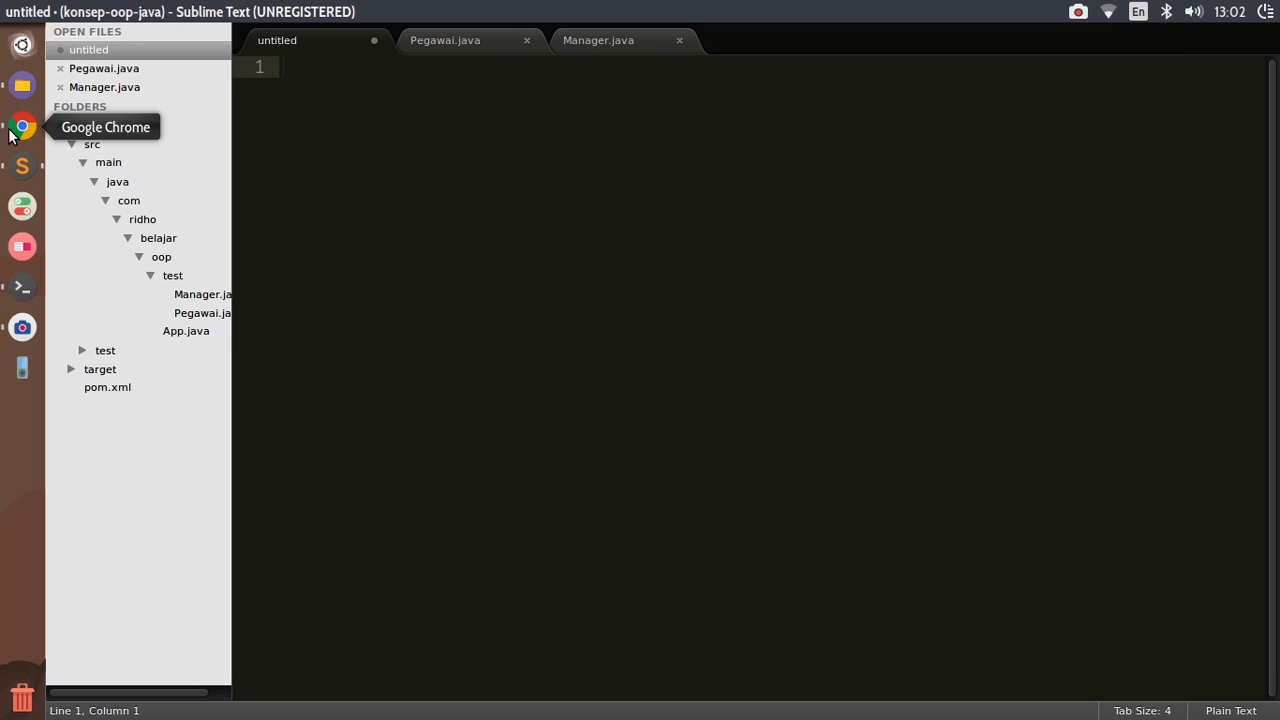 untitled • (konsep-oop-java) - Sublime Text (UNREGISTERED)
En
13:02
OPEN FILES
untitled
Pegawai.java
Manager.java
FOLDERS
Google Chrome
src
main
java
com
ridho
belajar
oop
test
Manager.ja
Pegawai.ja
App.java
test
target
pom.xml
untitled
Pegawai.java
Manager.java
1
Line 1, Column 1
Tab Size: 4
Plain Text